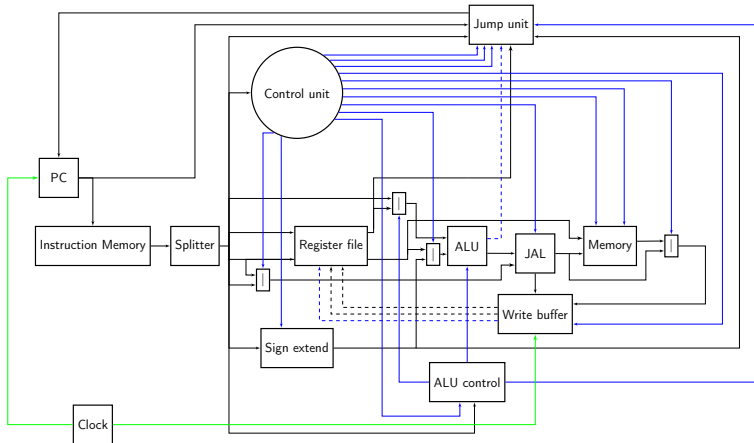 Jump unit
Control unit
PC
Instruction Memory
Splitter
Register file
ALU
JAL
Memory
Write buffer
Sign extend
ALU control
Clock